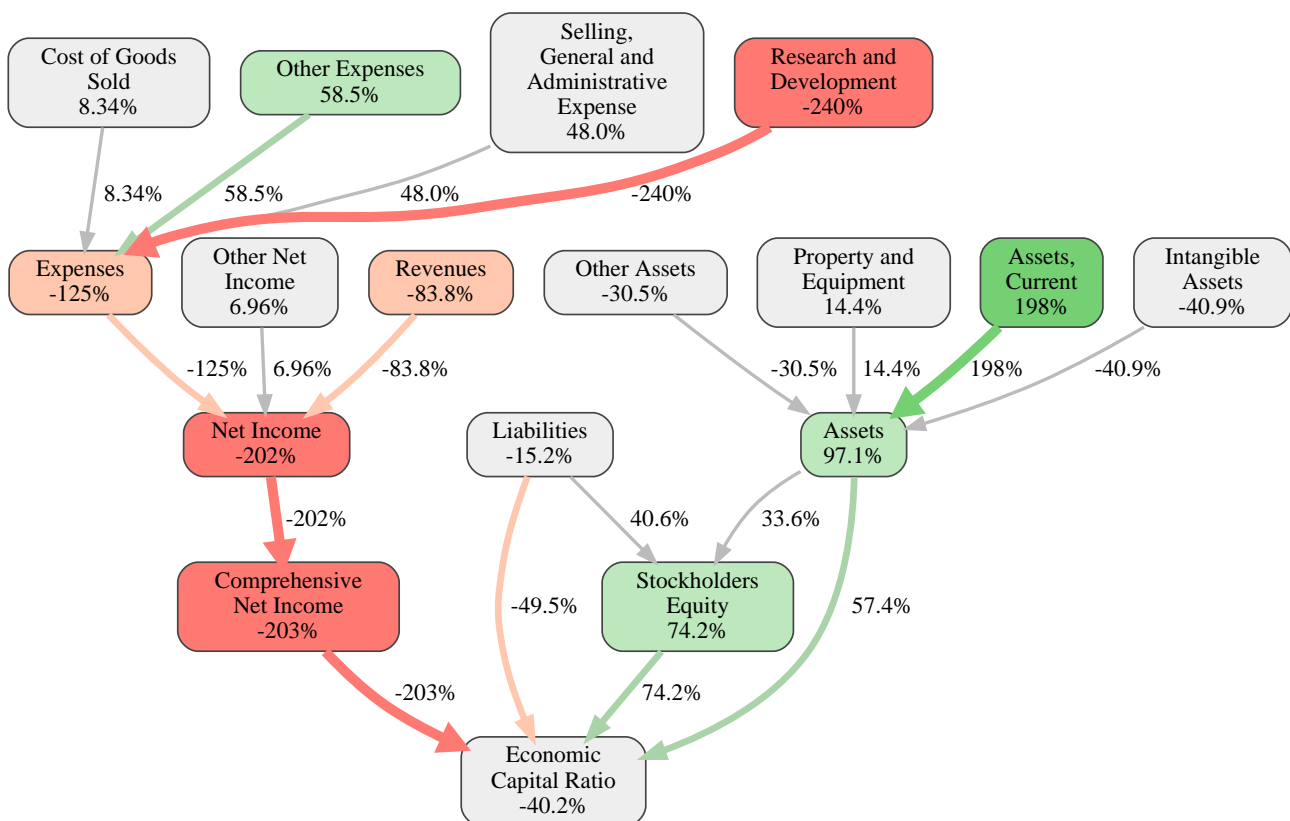 Cost of Goods
Sold
8.34%
Other Expenses
58.5%
Selling,
General and
Administrative
Expense
48.0%
Research and
Development
-240%
8.34%
58.5%
48.0%
-240%
Expenses
-125%
Other Net
Income
6.96%
Revenues
-83.8%
Other Assets
-30.5%
Property and
Equipment
14.4%
Assets,
Current
198%
Intangible
Assets
-40.9%
-125%
6.96%
-83.8%
-30.5%
14.4%
198%
-40.9%
Net Income
-202%
Liabilities
-15.2%
Assets
97.1%
-202%
40.6%
33.6%
Comprehensive
Net Income
-203%
-49.5%
Stockholders
Equity
74.2%
57.4%
-203%
74.2%
Economic
Capital Ratio
-40.2%